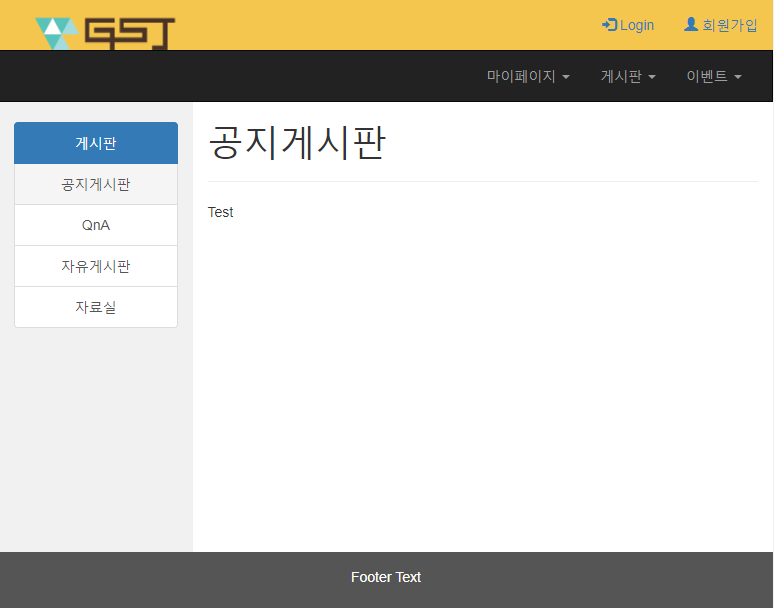 GSJ
Login 회원가입
마이페이지 게시판 이벤트
게시판
공지게시판
QnA
자유게시판
자료실
공지게시판
Test
Footer Text